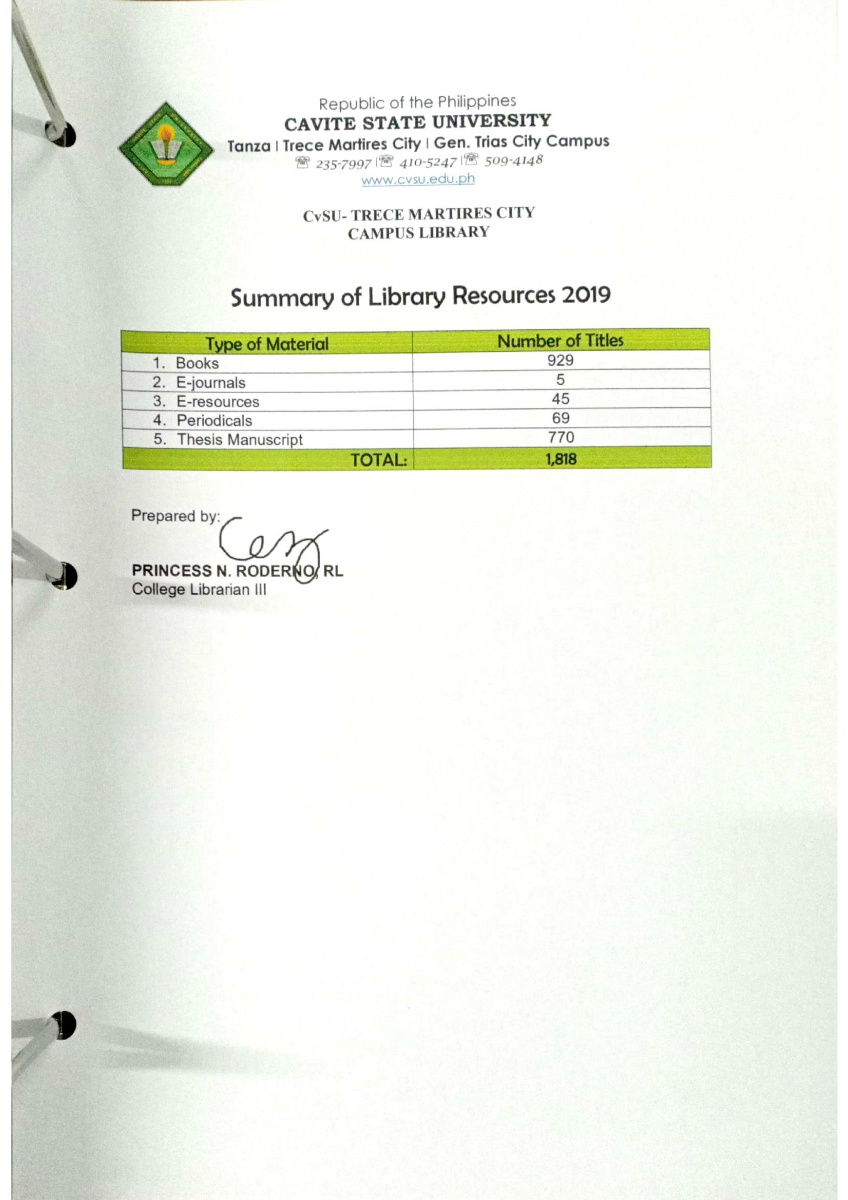 Republic of the Philippines
CAVITE STATE UNIVERSITY
Tanza | Trece Martires City | Gen. Trias City Campus
☏ 235-7997 |☏ 410-5247 |☏ 509-4148
www.cvsu.edu.ph
CvSU- TRECE MARTIRES CITY
CAMPUS LIBRARY
Summary of Library Resources 2019
Type of Material Number of Titles
1. Books 929
2. E-journals 5
3. E-resources 45
4. Periodicals 69
5. Thesis Manuscript 770
TOTAL: 1,818
Prepared by:
PRINCESS N. RODERNO, RL
College Librarian III